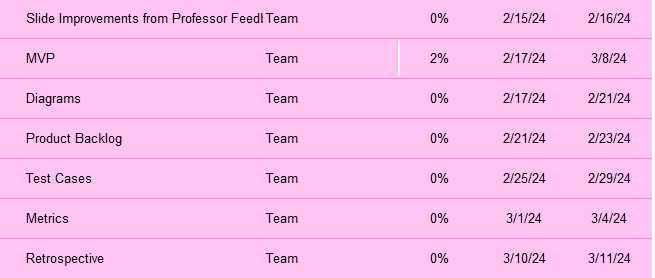 Slide Improvements from Professor Feed Team 0% 2/15/24 2/16/24
MVP Team 2% 2/17/24 3/8/24
Diagrams Team 0% 2/17/24 2/21/24
Product Backlog Team 0% 2/21/24 2/23/24
Test Cases Team 0% 2/25/24 2/29/24
Metrics Team 0% 3/1/24 3/4/24
Retrospective Team 0% 3/10/24 3/11/24